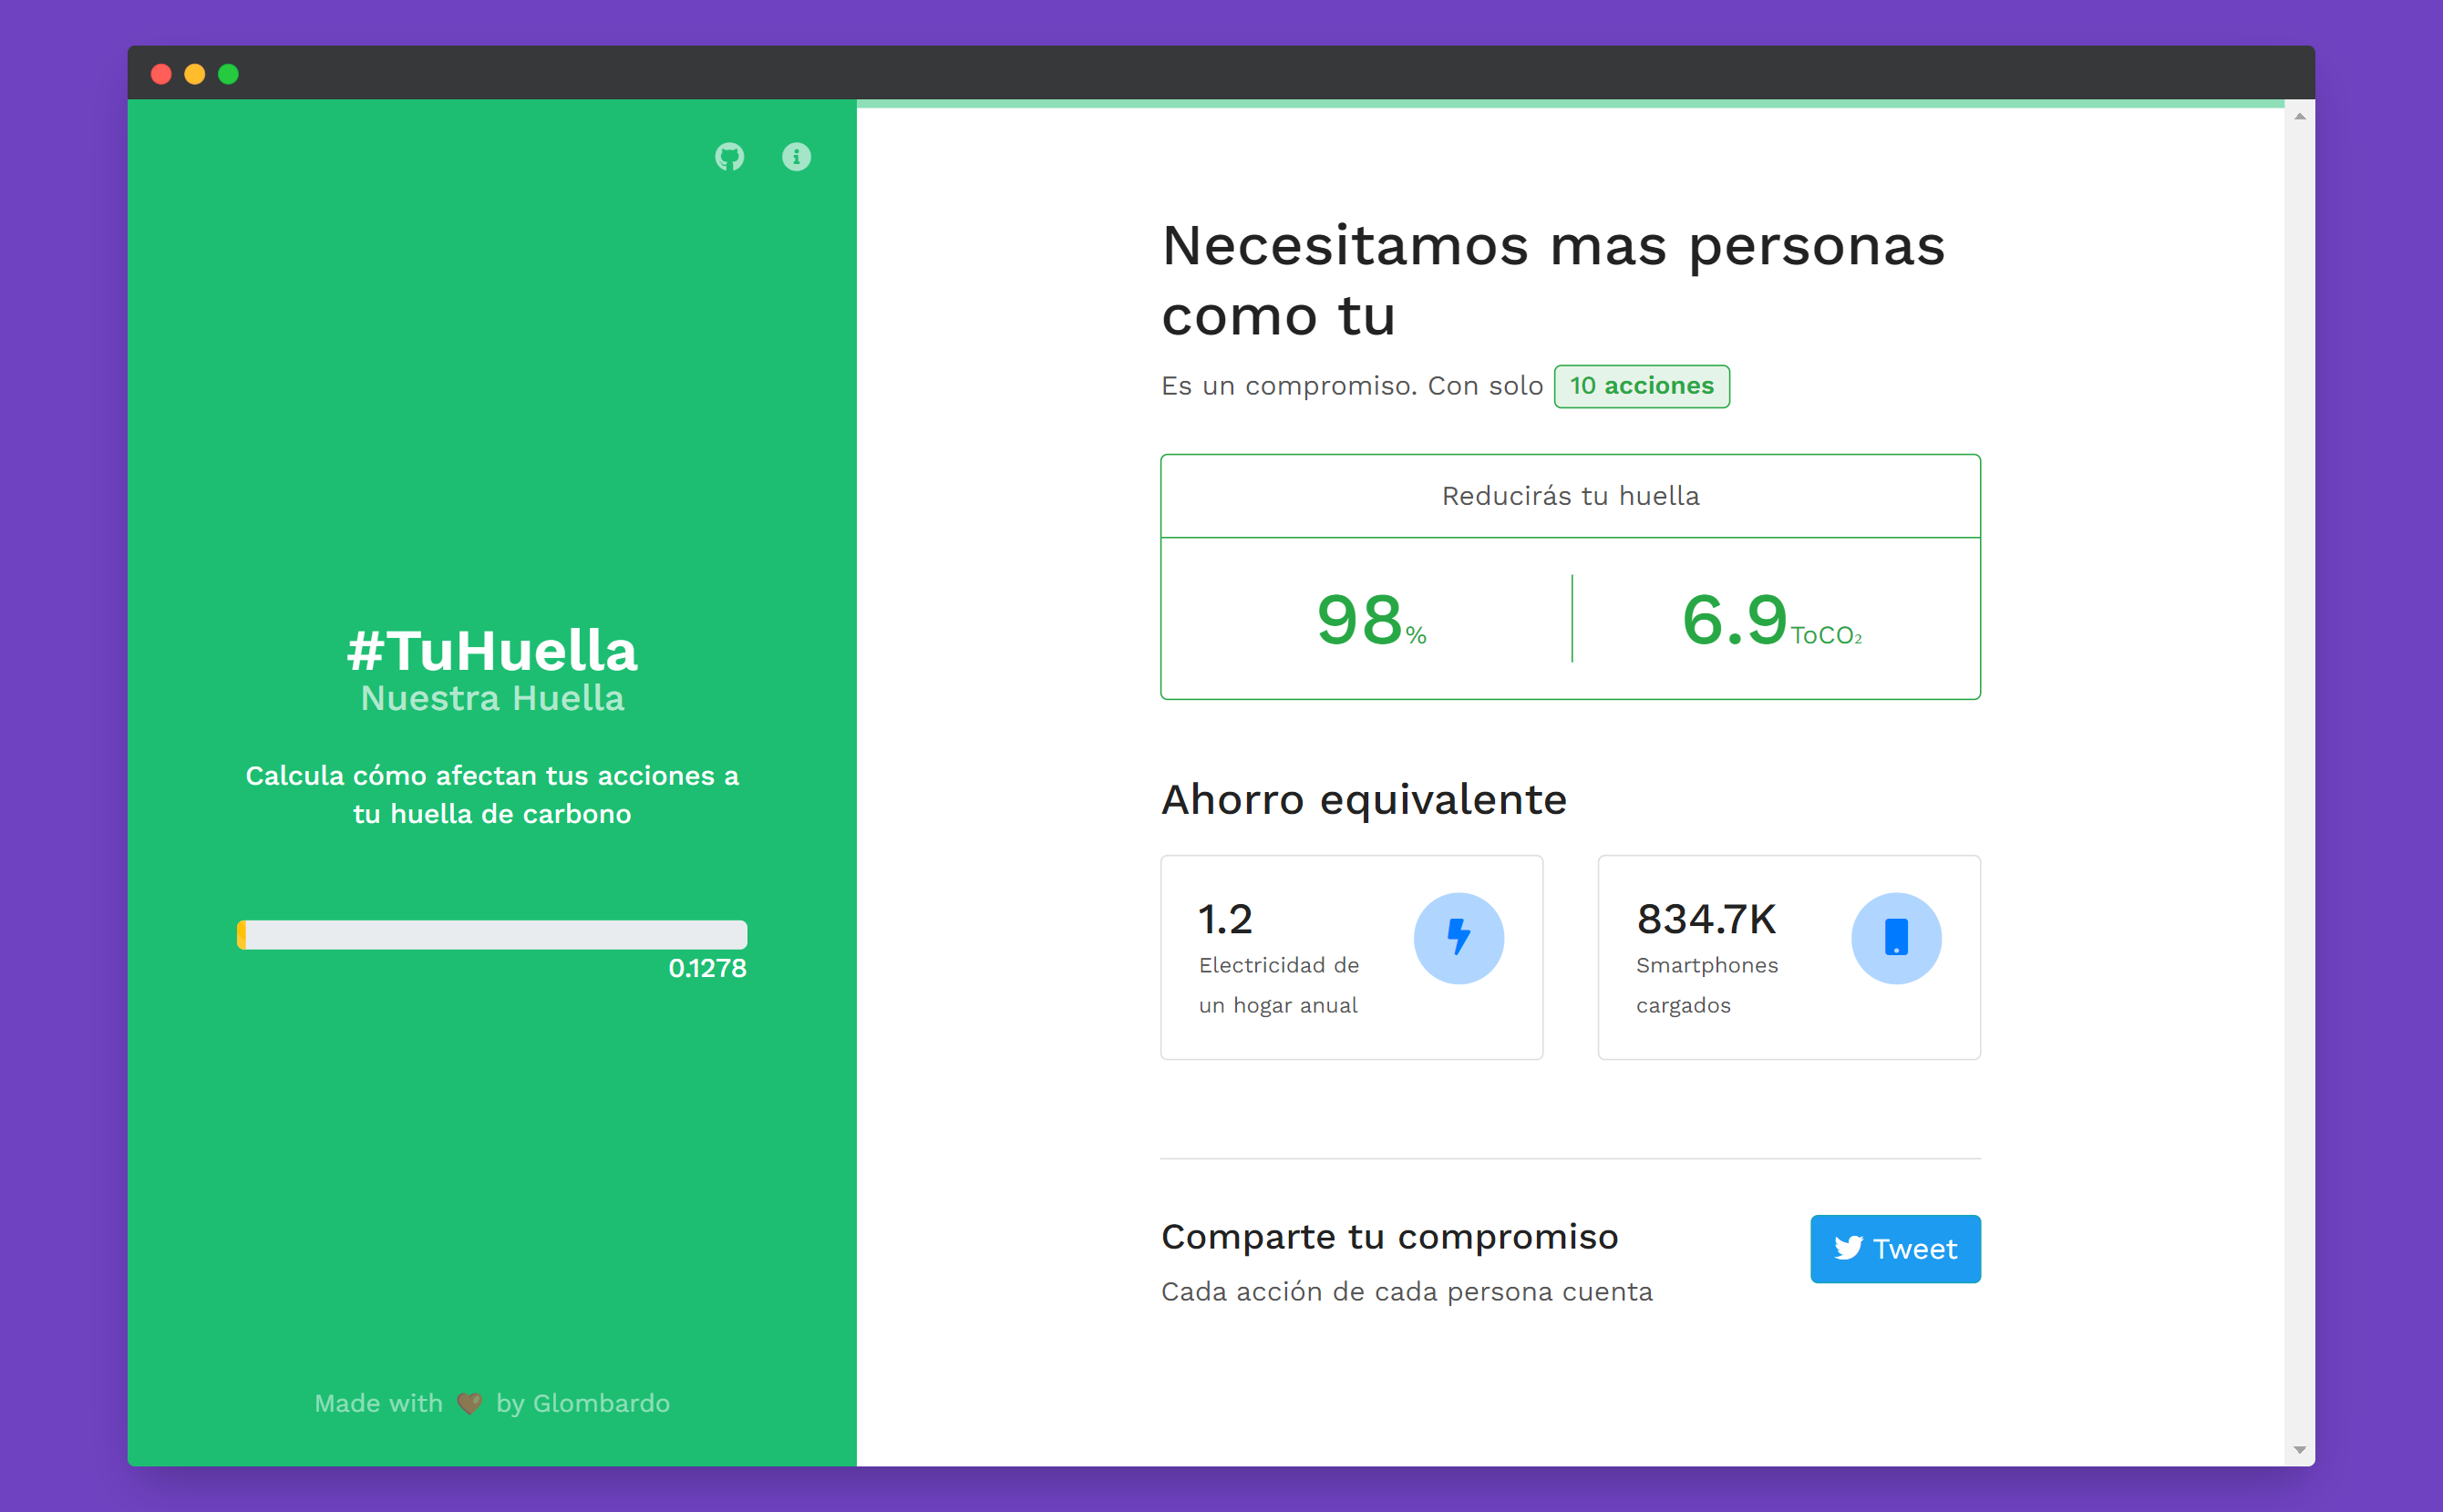 #TuHuella
Nuestra Huella
Calcula cómo afectan tus acciones a
tu huella de carbono
0.1278
Made with 🤎 by Glombardo
Necesitamos mas personas
como tu
Es un compromiso. Con solo 10 acciones
Reducirás tu huella
98% 6.9ToCO₂
Ahorro equivalente
1.2
Electricidad de
un hogar anual
834.7K
Smartphones
cargados
Comparte tu compromiso
Cada acción de cada persona cuenta
Tweet